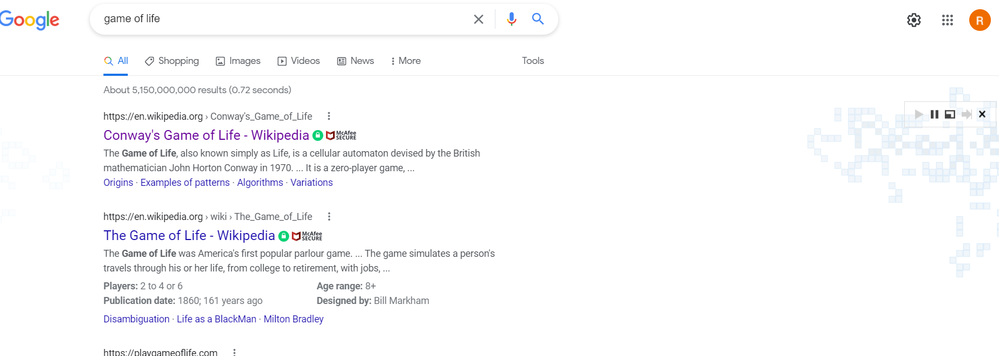 Google
game of life
R
All Shopping Images Videos News More Tools
About 5,150,000,000 results (0.72 seconds)
https://en.wikipedia.org › Conway's_Game_of_Life
Conway's Game of Life - Wikipedia McAfee SECURE
The Game of Life, also known simply as Life, is a cellular automaton devised by the British
mathematician John Horton Conway in 1970. ... It is a zero-player game, ...
Origins · Examples of patterns · Algorithms · Variations
https://en.wikipedia.org › wiki › The_Game_of_Life
The Game of Life - Wikipedia McAfee SECURE
The Game of Life was America's first popular parlour game. ... The game simulates a person's
travels through his or her life, from college to retirement, with jobs, ...
Players: 2 to 4 or 6 Age range: 8+
Publication date: 1860; 161 years ago Designed by: Bill Markham
Disambiguation · Life as a BlackMan · Milton Bradley
https://playgameoflife.com